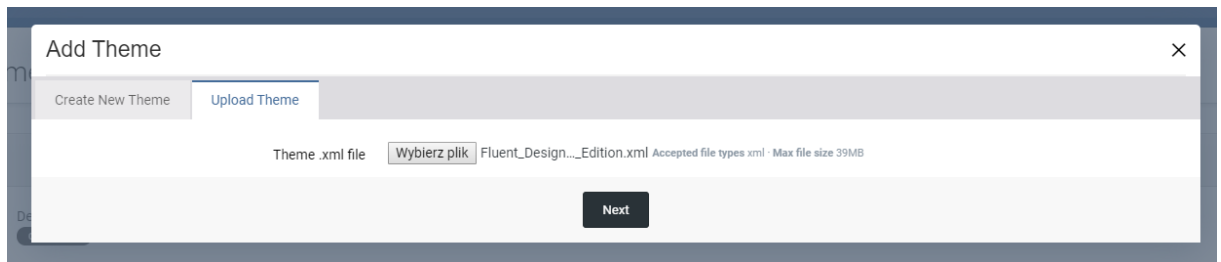 Add Theme
Create New Theme Upload Theme
Theme .xml file Wybierz plik Fluent_Design..._Edition.xml Accepted file types xml · Max file size 39MB
Next